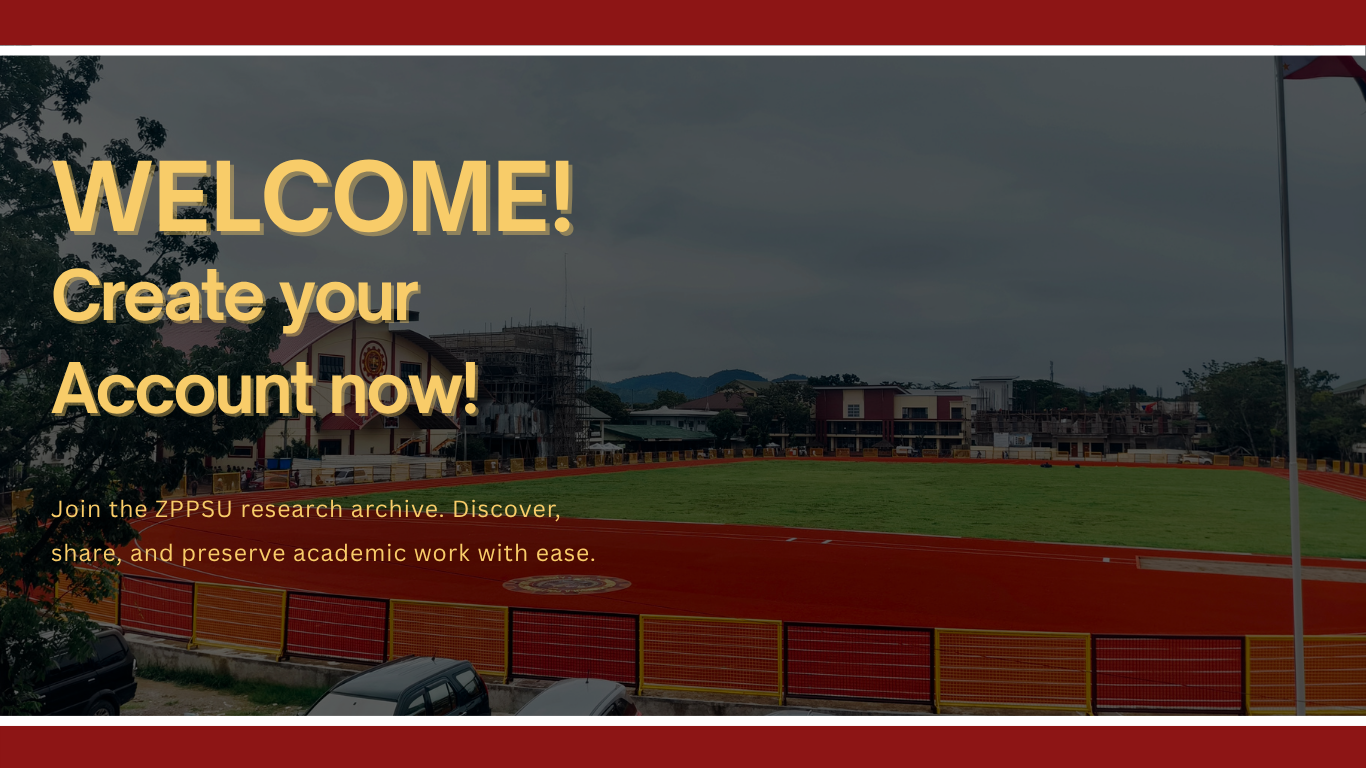 WELCOME!
Create your
Account now!
Join the ZPPSU research archive. Discover,
share, and preserve academic work with ease.